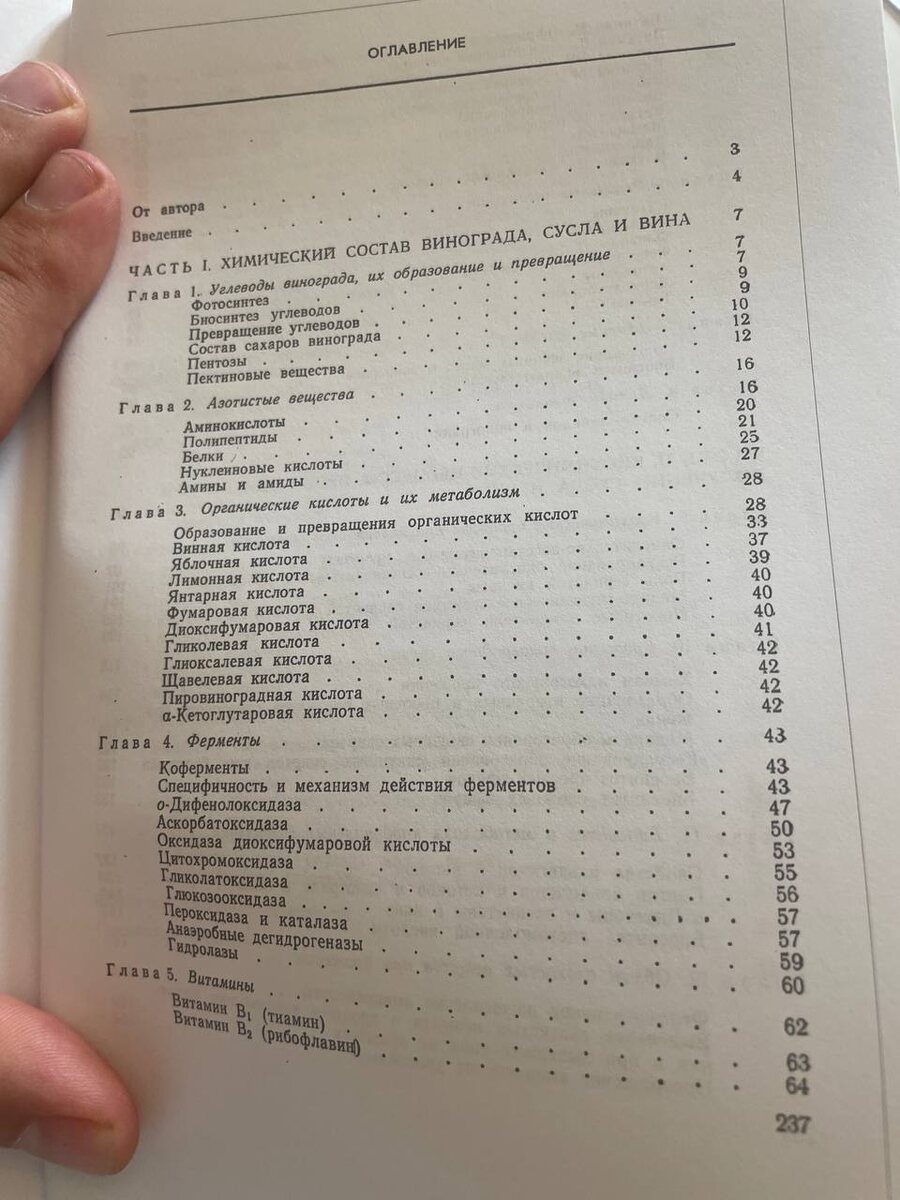 ОГЛАВЛЕНИЕ
От автора . . . . . . . . . . . . . . . . 3
Введение . . . . . . . . . . . . . . . . 4
ЧАСТЬ I. ХИМИЧЕСКИЙ СОСТАВ ВИНОГРАДА, СУСЛА И ВИНА 7
Глава 1. Углеводы винограда, их образование и превращение . . . 7
Фотосинтез . . . . . . . . . . . . . . 7
Биосинтез углеводов . . . . . . . . . . . . 9
Превращение углеводов . . . . . . . . . . . 9
Состав сахаров винограда . . . . . . . . . . 10
Пентозы . . . . . . . . . . . . . . . 12
Пектиновые вещества . . . . . . . . . . . . 12
Глава 2. Азотистые вещества . . . . . . . . . . . 16
Аминокислоты . . . . . . . . . . . . . 16
Полипептиды . . . . . . . . . . . . . . 20
Белки . . . . . . . . . . . . . . . . 21
Нуклеиновые кислоты . . . . . . . . . . . . 25
Амины и амиды . . . . . . . . . . . . . 27
Глава 3. Органические кислоты и их метаболизм . . . . . . 28
Образование и превращения органических кислот . . . . 28
Винная кислота . . . . . . . . . . . . . 33
Яблочная кислота . . . . . . . . . . . . . 37
Лимонная кислота . . . . . . . . . . . . . 39
Янтарная кислота . . . . . . . . . . . . . 40
Фумаровая кислота . . . . . . . . . . . . 40
Диоксифумаровая кислота . . . . . . . . . . 40
Гликолевая кислота . . . . . . . . . . . . 41
Глиоксалевая кислота . . . . . . . . . . . . 42
Щавелевая кислота . . . . . . . . . . . . 42
Пировиноградная кислота . . . . . . . . . . . 42
α-Кетоглутаровая кислота . . . . . . . . . . . 42
Глава 4. Ферменты . . . . . . . . . . . . . . 43
Коферменты . . . . . . . . . . . . . . 43
Специфичность и механизм действия ферментов . . . . . 43
о-Дифенолоксидаза . . . . . . . . . . . . 47
Аскорбатоксидаза . . . . . . . . . . . . . 50
Оксидаза диоксифумаровой кислоты . . . . . . . . 53
Цитохромоксидаза . . . . . . . . . . . . . 55
Гликолатоксидаза . . . . . . . . . . . . . 56
Глюкозооксидаза . . . . . . . . . . . . . 57
Пероксидаза и каталаза . . . . . . . . . . . 57
Анаэробные дегидрогеназы . . . . . . . . . . 59
Гидролазы . . . . . . . . . . . . . . 60
Глава 5. Витамины . . . . . . . . . . . . . . 62
Витамин B₁ (тиамин) . . . . . . . . . . . . 63
Витамин B₂ (рибофлавин) . . . . . . . . . . . 64
237